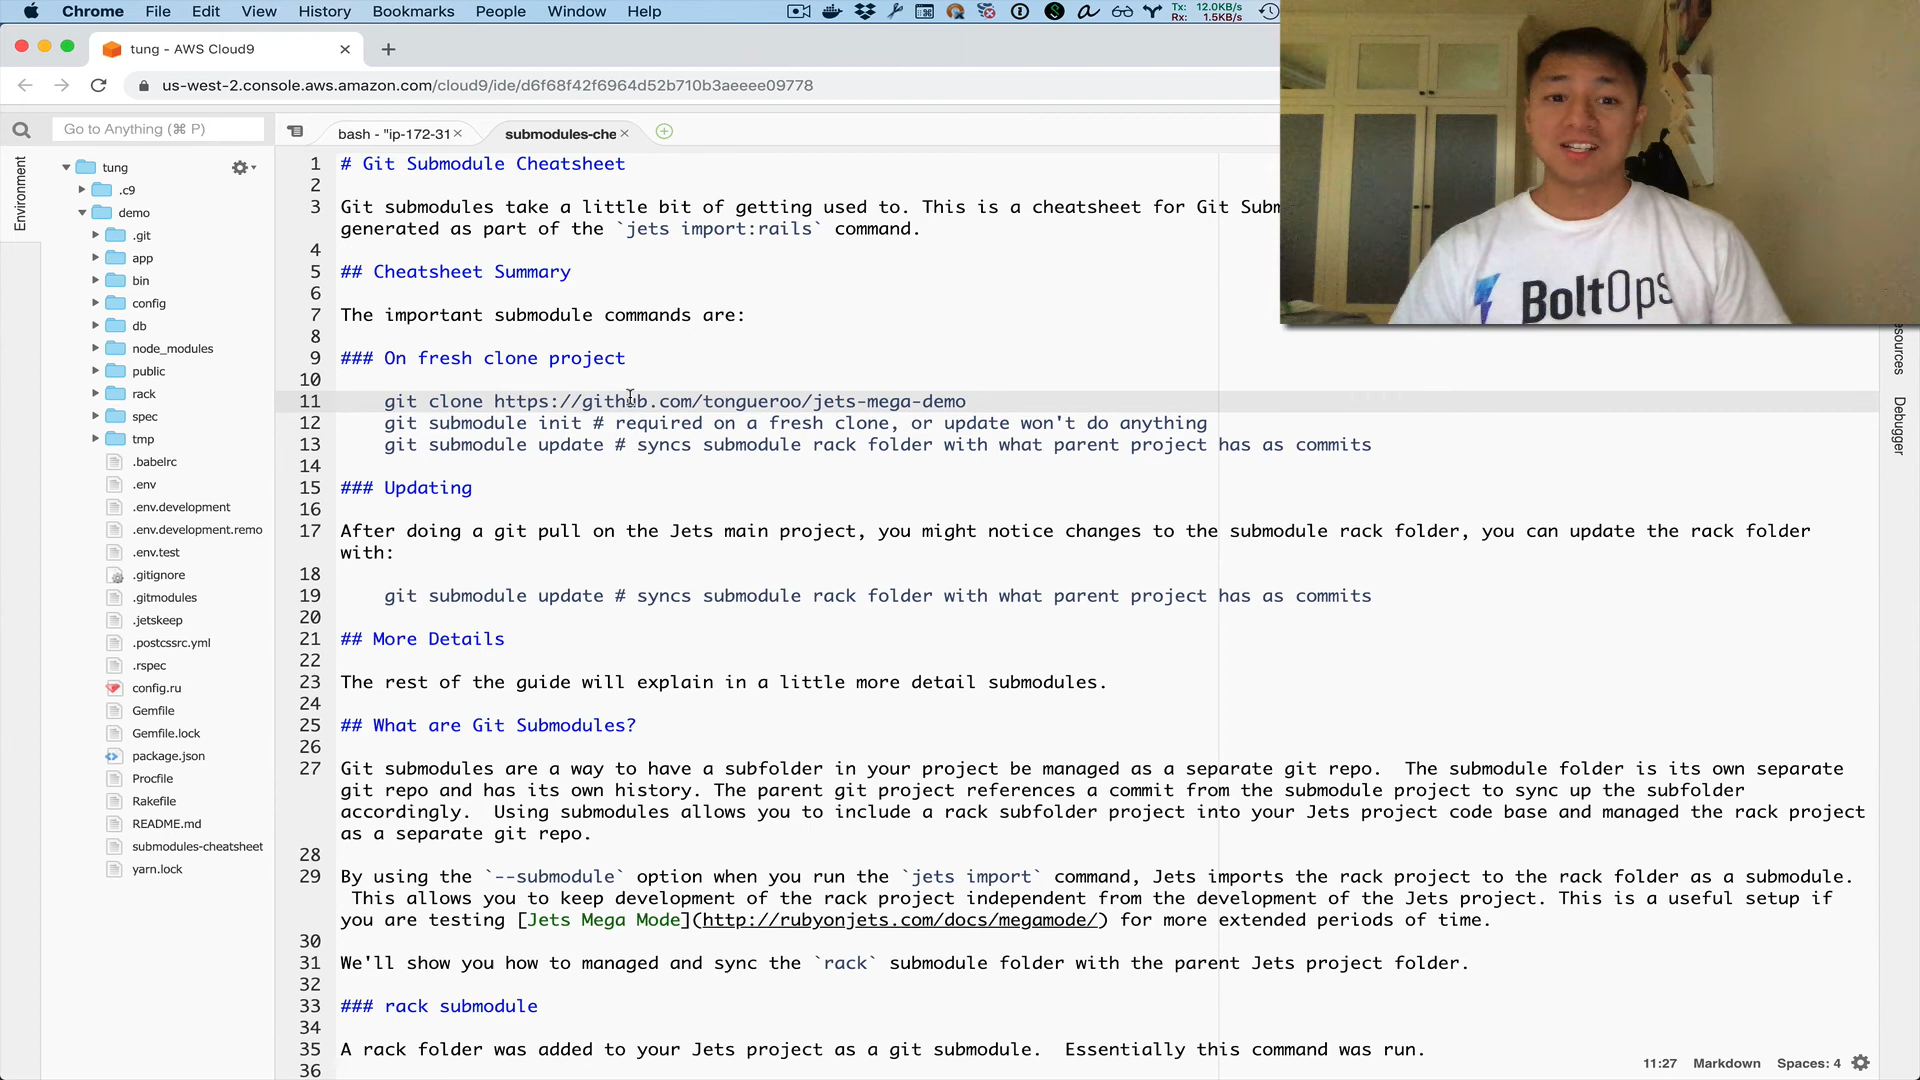 Chrome File Edit View History Bookmarks People Window Help
Tx: 12.0KB/s
Rx: 1.5KB/s
tung - AWS Cloud9
us-west-2.console.aws.amazon.com/cloud9/ide/d6f68f42f6964d52b710b3aeeee09778
Go to Anything (⌘ P)
bash - "ip-172-31
submodules-che
Environment
tung
.c9
demo
.git
app
bin
config
db
node_modules
public
rack
spec
tmp
.babelrc
.env
.env.development
.env.development.remo
.env.test
.gitignore
.gitmodules
.jetskeep
.postcssrc.yml
.rspec
config.ru
Gemfile
Gemfile.lock
package.json
Procfile
Rakefile
README.md
submodules-cheatsheet
yarn.lock
1 # Git Submodule Cheatsheet
2
3 Git submodules take a little bit of getting used to. This is a cheatsheet for Git Subm
generated as part of the `jets import:rails` command.
4
5 ## Cheatsheet Summary
6
7 The important submodule commands are:
8
9 ### On fresh clone project
10
11 git clone https://github.com/tongueroo/jets-mega-demo
12 git submodule init # required on a fresh clone, or update won't do anything
13 git submodule update # syncs submodule rack folder with what parent project has as commits
14
15 ### Updating
16
17 After doing a git pull on the Jets main project, you might notice changes to the submodule rack folder, you can update the rack folder
with:
18
19 git submodule update # syncs submodule rack folder with what parent project has as commits
20
21 ## More Details
22
23 The rest of the guide will explain in a little more detail submodules.
24
25 ## What are Git Submodules?
26
27 Git submodules are a way to have a subfolder in your project be managed as a separate git repo.  The submodule folder is its own separate
git repo and has its own history. The parent git project references a commit from the submodule project to sync up the subfolder
accordingly.  Using submodules allows you to include a rack subfolder project into your Jets project code base and managed the rack project
as a separate git repo.
28
29 By using the `--submodule` option when you run the `jets import` command, Jets imports the rack project to the rack folder as a submodule.
This allows you to keep development of the rack project independent from the development of the Jets project. This is a useful setup if
you are testing [Jets Mega Mode](http://rubyonjets.com/docs/megamode/) for more extended periods of time.
30
31 We'll show you how to managed and sync the `rack` submodule folder with the parent Jets project folder.
32
33 ### rack submodule
34
35 A rack folder was added to your Jets project as a git submodule.  Essentially this command was run.
36
11:27 Markdown Spaces: 4
BoltOps
Debugger